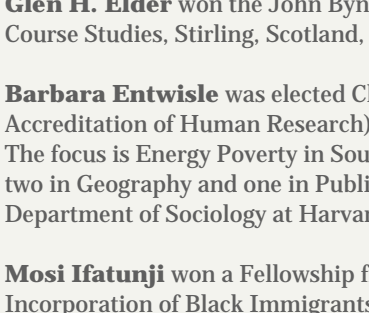 Glen H. Elder won the John Byn
Course Studies, Stirling, Scotland,
Barbara Entwisle was elected C
Accreditation of Human Research)
The focus is Energy Poverty in Sou
two in Geography and one in Publi
Department of Sociology at Harvar
Mosi Ifatunji won a Fellowship f
Incorporation of Black Immigrants